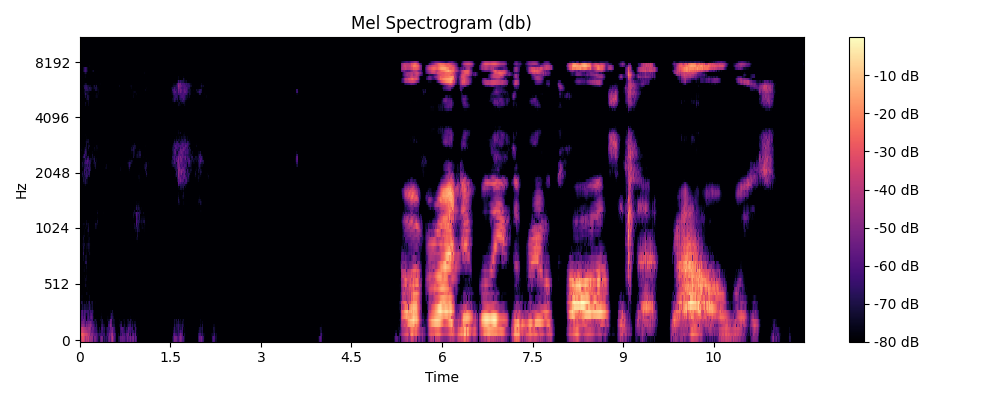 Mel Spectrogram (db)
8192
4096
2048
1024
512
0
Hz
0 1.5 3 4.5 6 7.5 9 10
Time
-10 dB
-20 dB
-30 dB
-40 dB
-50 dB
-60 dB
-70 dB
-80 dB